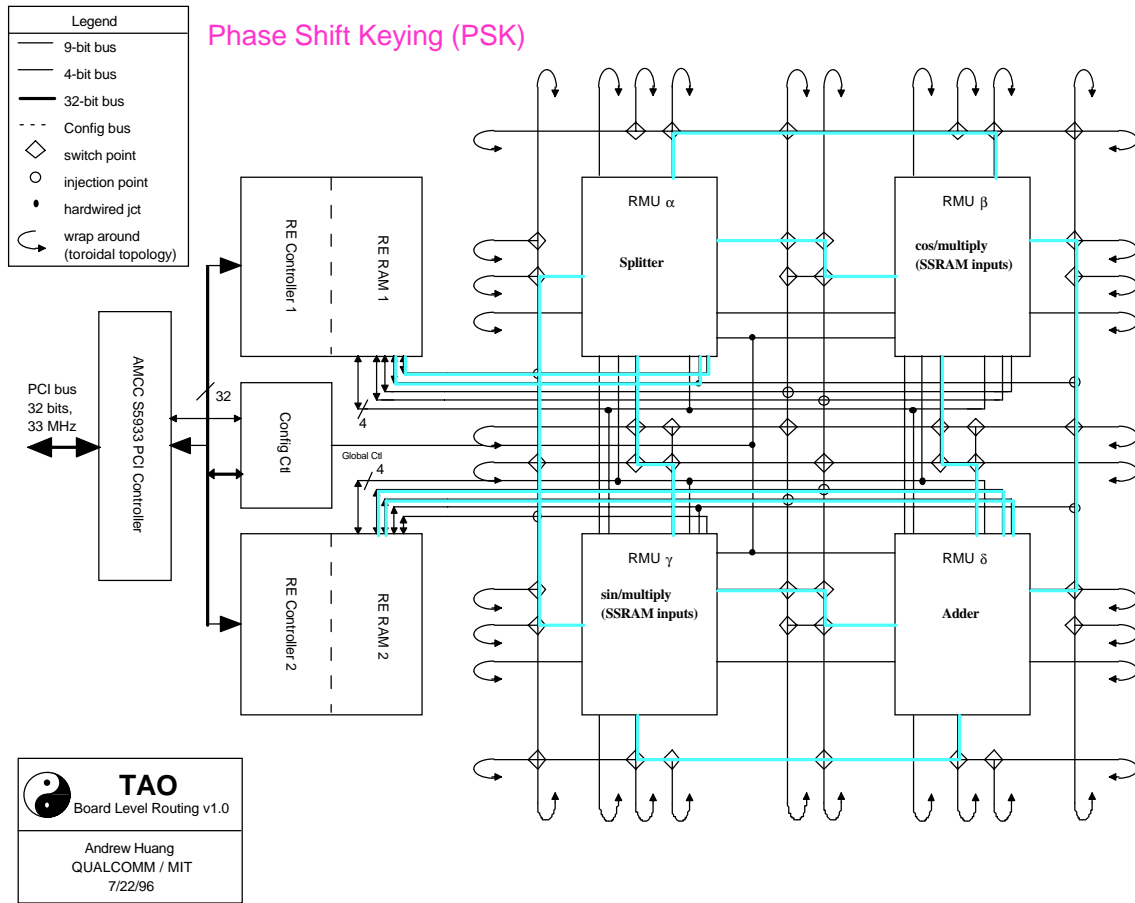 Legend
9-bit bus
4-bit bus
32-bit bus
Config bus
switch point
injection point
hardwired jct
wrap around
(toroidal topology)
Phase Shift Keying (PSK)
RE Controller 1
RE RAM 1
RMU α
Splitter
RMU β
cos/multiply
(SSRAM inputs)
PCI bus
32 bits,
33 MHz
AMCC S5933 PCI Controller
32
Config Ctl
4
Global Ctl
4
RE Controller 2
RE RAM 2
RMU γ
sin/multiply
(SSRAM inputs)
RMU δ
Adder
TAO
Board Level Routing v1.0
Andrew Huang
QUALCOMM / MIT
7/22/96